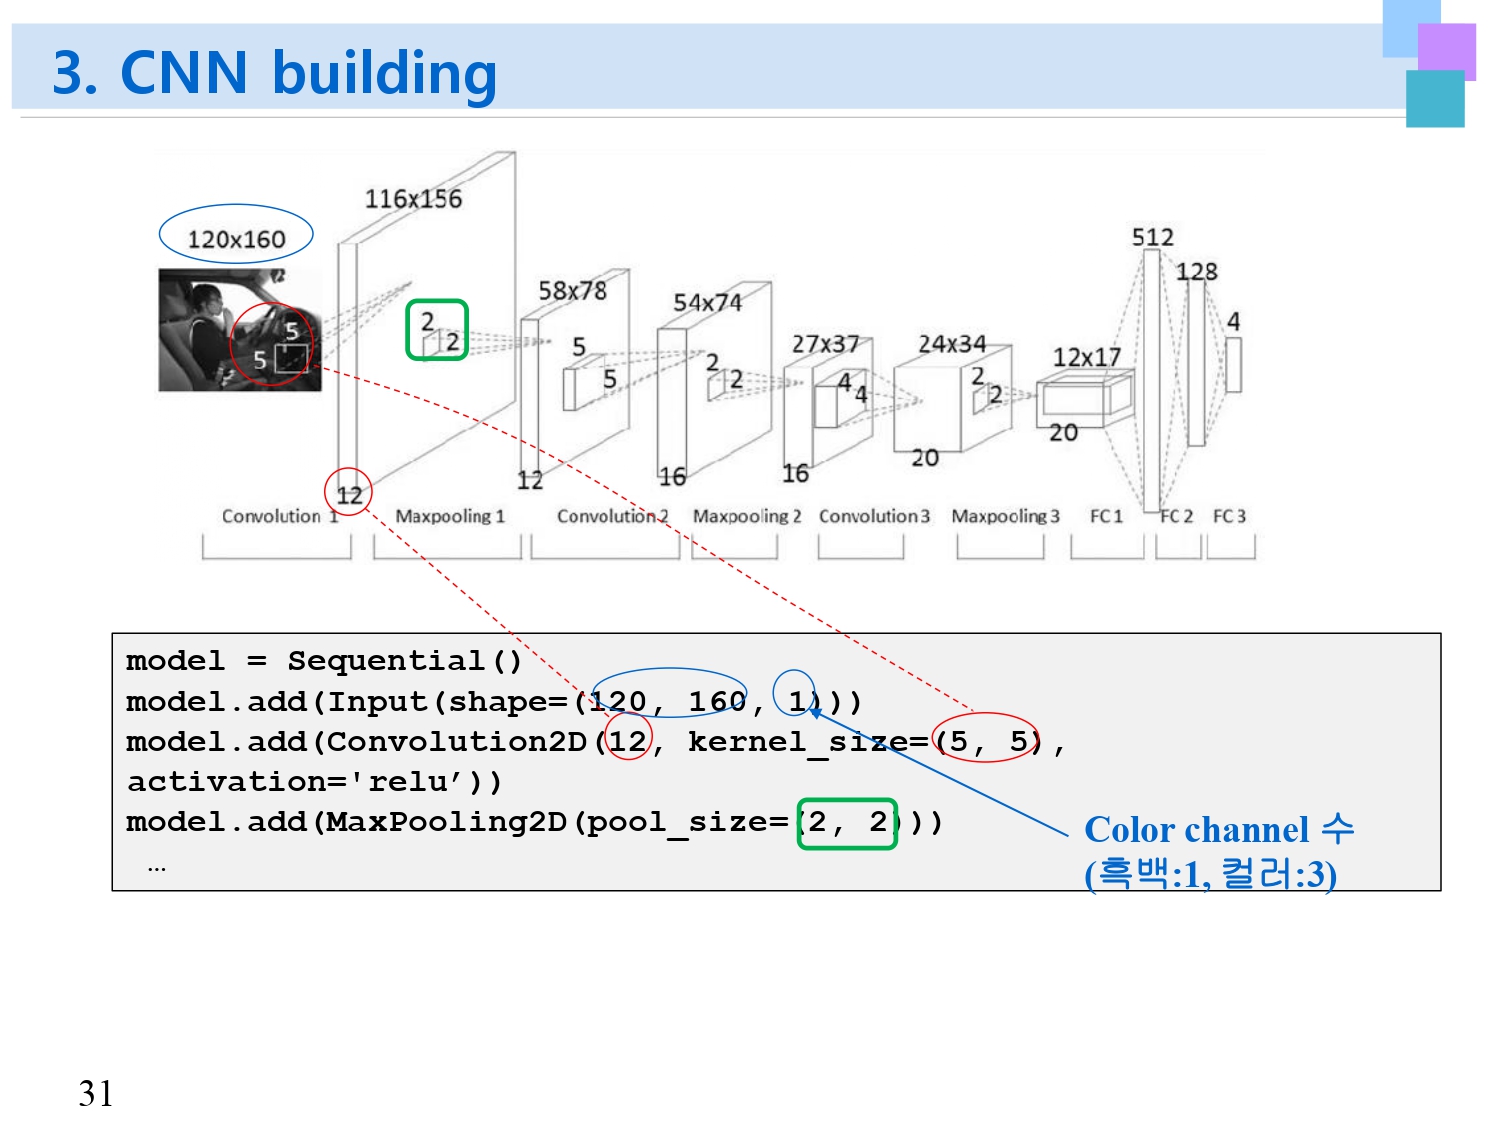 3. CNN building
120x160
5
5
116x156
2
2
12
58x78
5
5
12
54x74
2
2
16
27x37
4
4
16
24x34
2
2
20
12x17
20
512
128
4
Convolution 1
Maxpooling 1
Convolution 2
Maxpooling 2
Convolution 3
Maxpooling 3
FC 1
FC 2
FC 3
model = Sequential()
model.add(Input(shape=(120, 160, 1)))
model.add(Convolution2D(12, kernel_size=(5, 5),
activation='relu’))
model.add(MaxPooling2D(pool_size=(2, 2)))
…
Color channel 수
(흑백:1, 컬러:3)
31